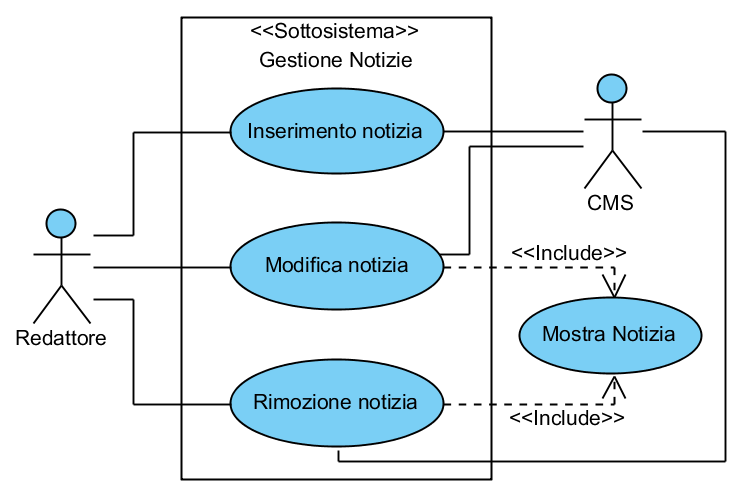 <<Sottosistema>>
Gestione Notizie
Inserimento notizia
CMS
Modifica notizia
<<Include>>
Redattore
Mostra Notizia
Rimozione notizia
<<Include>>